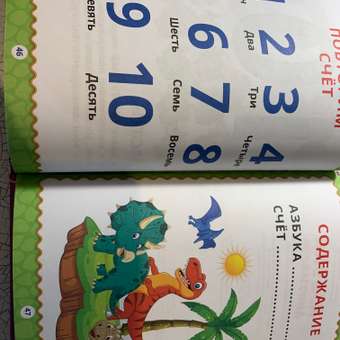 СЧЁТ
2
Два
3
Три
4
6
Шесть
7
Семь
8
9
10
Десять
46
СОДЕРЖАНИЕ
АЗБУКА
СЧЁТ
47